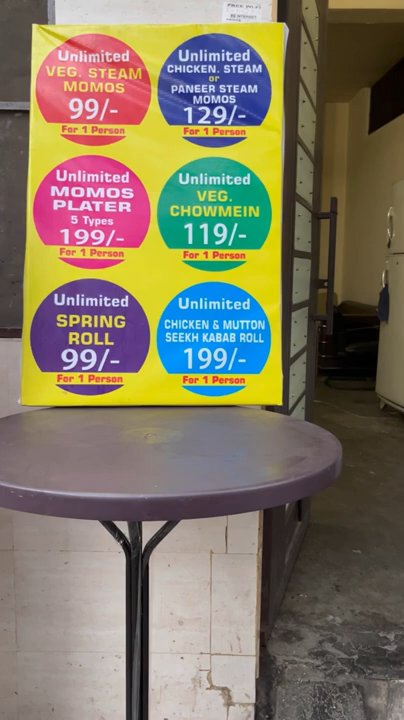 Unlimited
VEG. STEAM
MOMOS
99/-
For 1 Person
Unlimited
CHICKEN. STEAM
or
PANEER STEAM
MOMOS
129/-
For 1 Person
Unlimited
MOMOS
PLATER
5 Types
199/-
For 1 Person
Unlimited
VEG.
CHOWMEIN
119/-
For 1 Person
Unlimited
SPRING
ROLL
99/-
For 1 Person
Unlimited
CHICKEN & MUTTON
SEEKH KABAB ROLL
199/-
For 1 Person